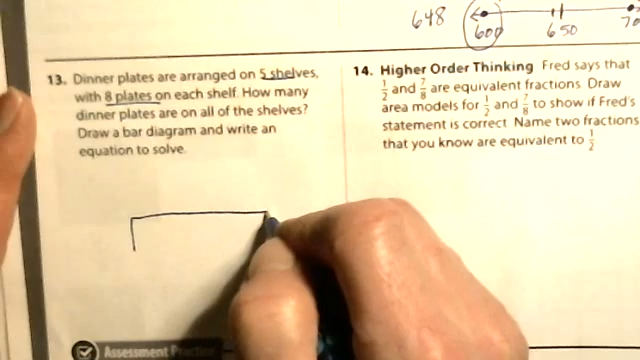 648
600
650
70
13. Dinner plates are arranged on 5 shelves,
with 8 plates on each shelf. How many
dinner plates are on all of the shelves?
Draw a bar diagram and write an
equation to solve.
14. Higher Order Thinking Fred says that
1/2 and 7/8 are equivalent fractions. Draw
area models for 1/2 and 7/8 to show if Fred's
statement is correct. Name two fractions
that you know are equivalent to 1/2
Assessment